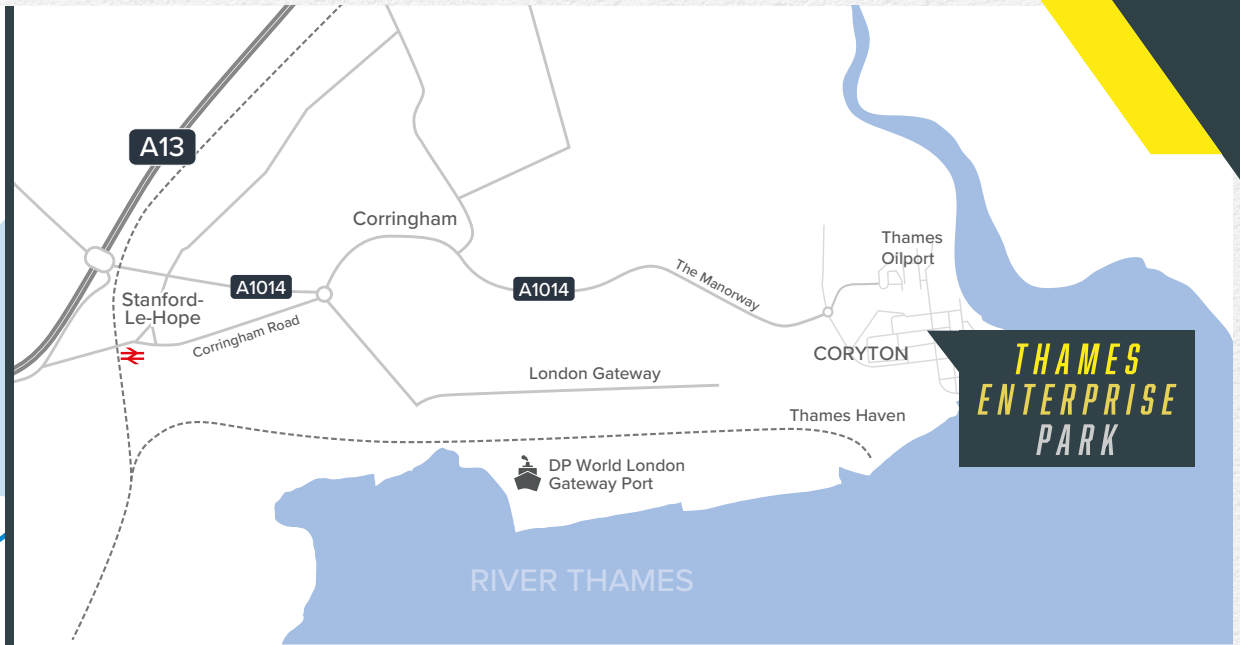 A13
Corringham
Thames
Oilport
The Manorway
A1014
A1014
Stanford-
Le-Hope
Corringham Road
CORYTON
THAMES
ENTERPRISE
PARK
London Gateway
Thames Haven
DP World London
Gateway Port
RIVER THAMES